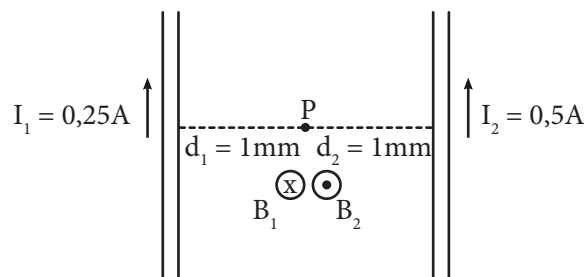 P
I₁ = 0,25A
I₂ = 0,5A
d₁ = 1mm d₂ = 1mm
x
B₁ B₂